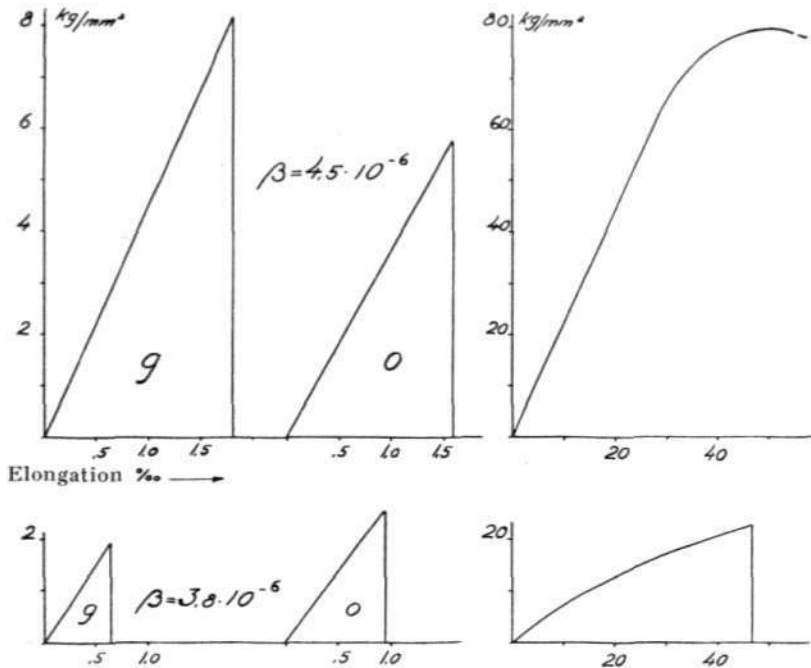 8 kg/mm²
6
4
2
g
β=4.5·10⁻⁶
o
.5 1.0 1.5
.5 1.0 1.5
80 kg/mm²
60
40
20
20 40
Elongation ‰ →
2
g
β=3.8·10⁻⁶
o
.5 1.0
.5 1.0
20
20 40